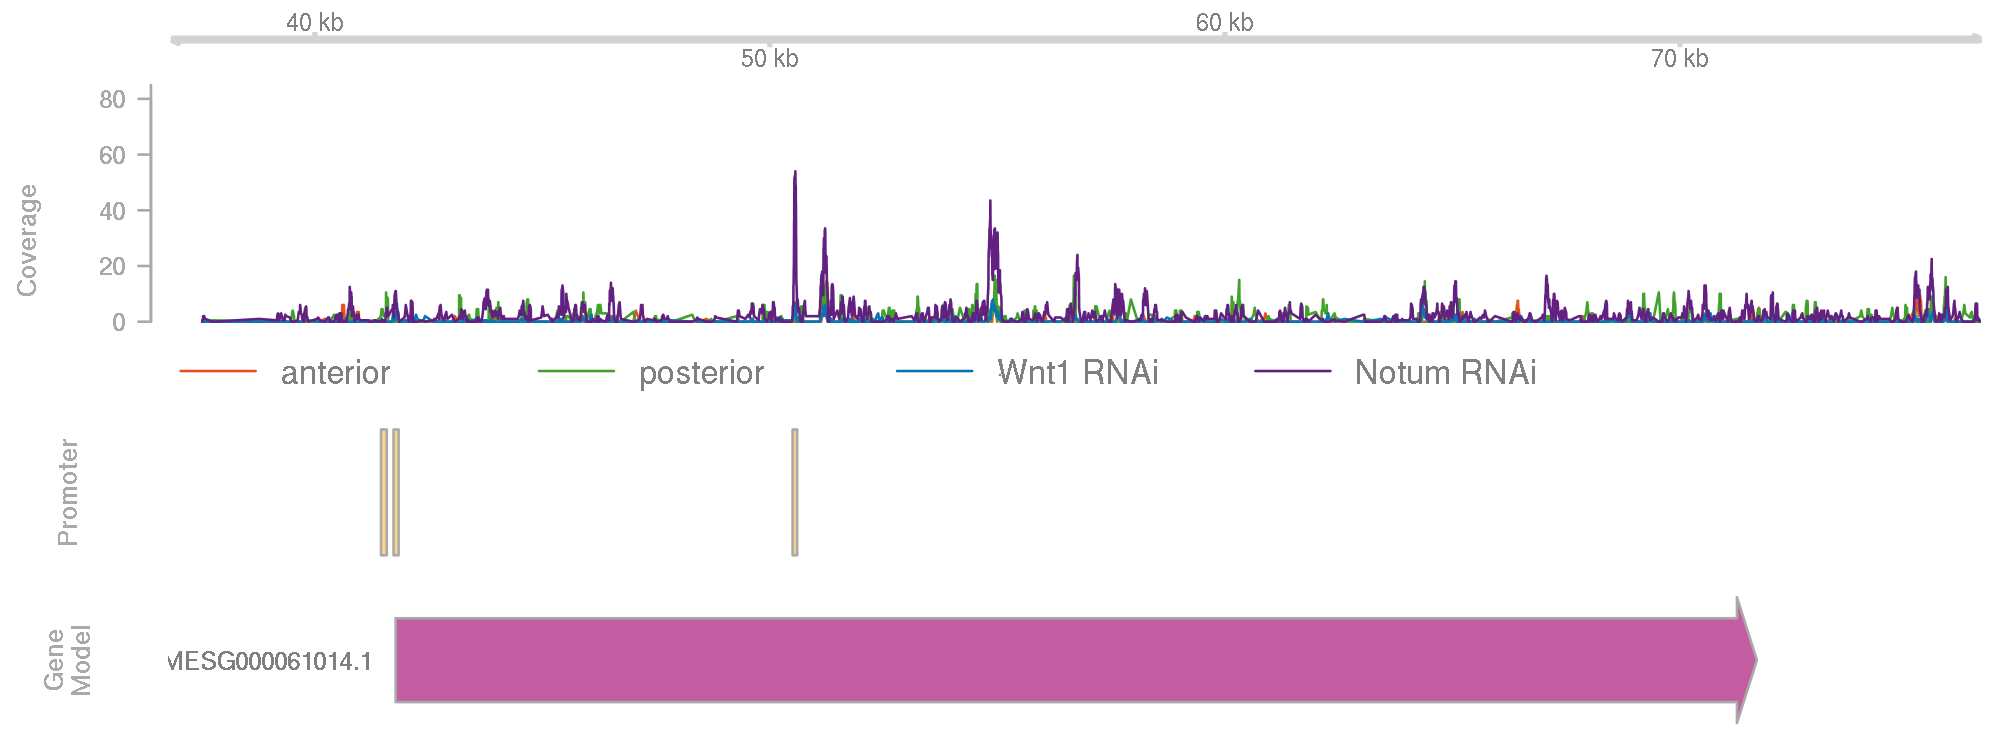 40 kb
60 kb
50 kb
70 kb
Coverage
80
60
40
20
0
anterior posterior Wnt1 RNAi Notum RNAi
Promoter
Gene
Model
MESG000061014.1